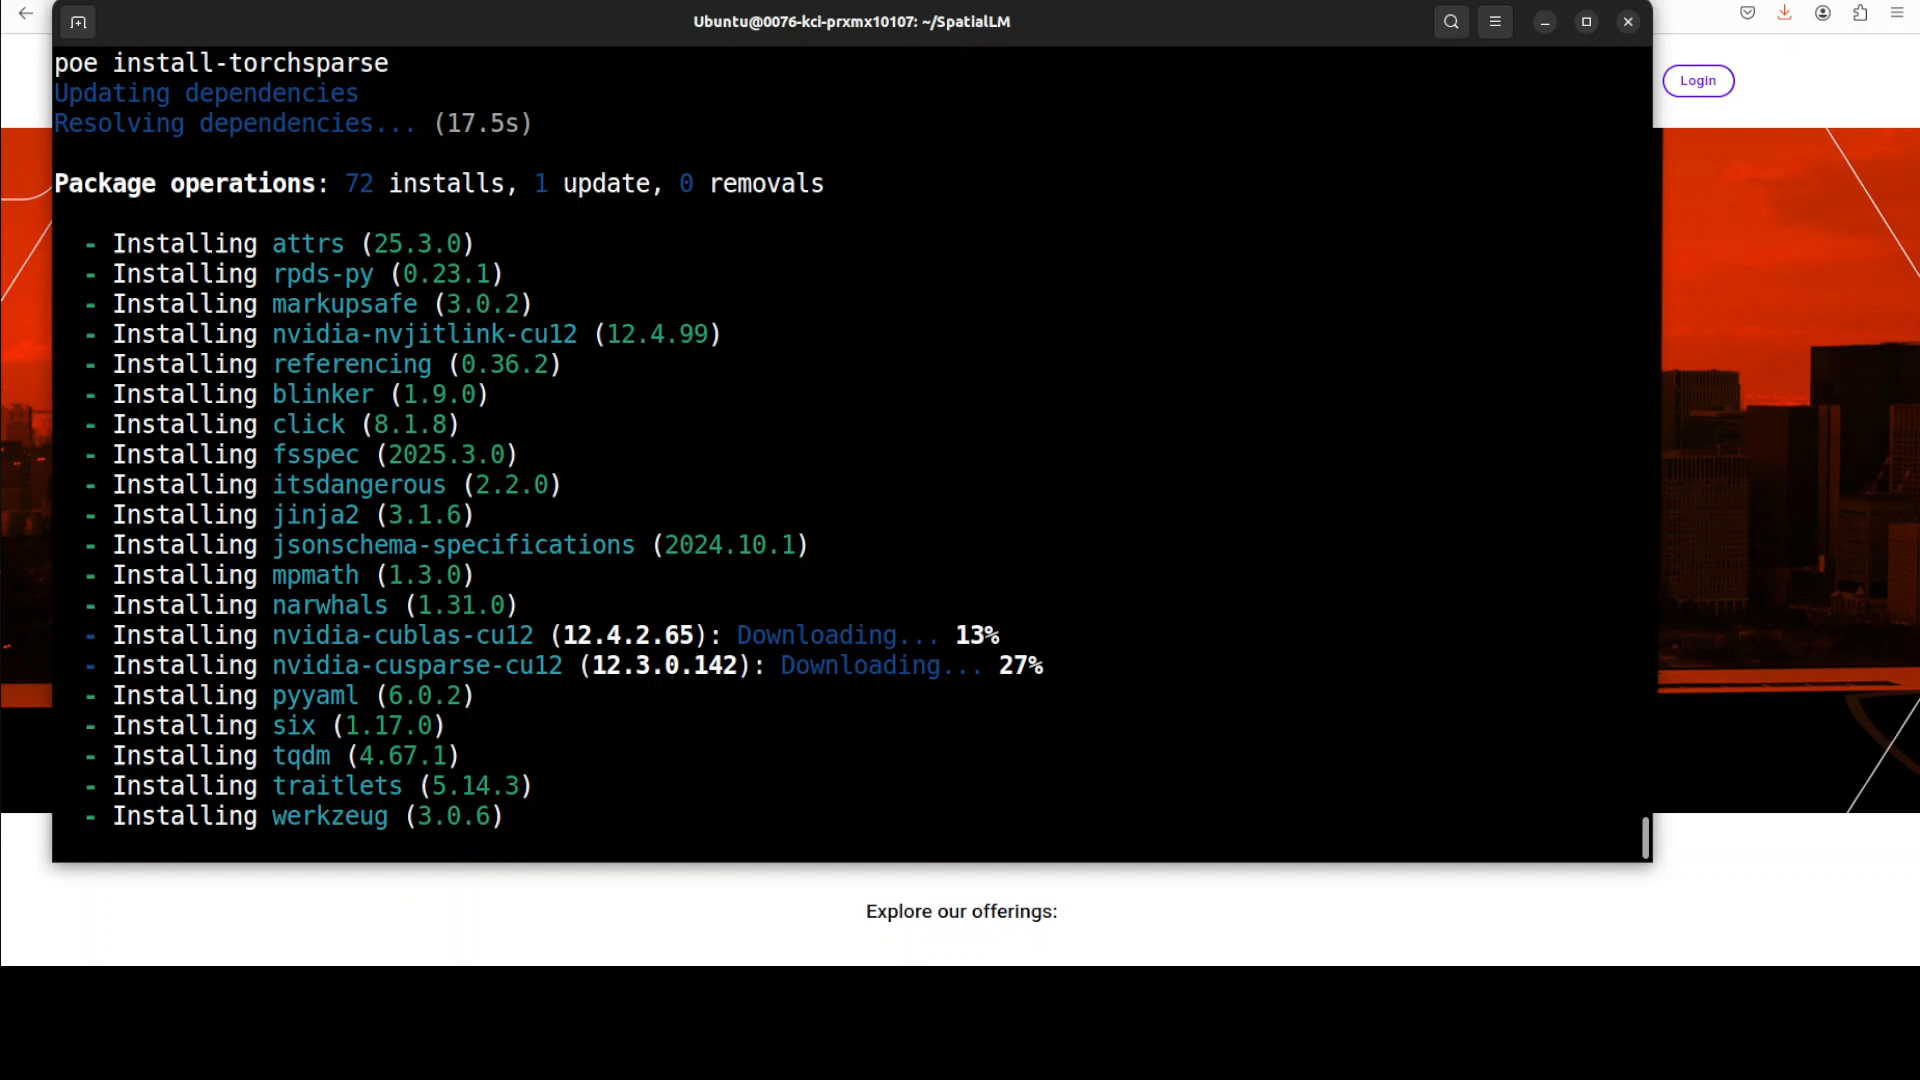 Ubuntu@0076-kci-prxmx10107: ~/SpatialLM
Login
poe install-torchsparse
Updating dependencies
Resolving dependencies... (17.5s)
Package operations: 72 installs, 1 update, 0 removals
- Installing attrs (25.3.0)
- Installing rpds-py (0.23.1)
- Installing markupsafe (3.0.2)
- Installing nvidia-nvjitlink-cu12 (12.4.99)
- Installing referencing (0.36.2)
- Installing blinker (1.9.0)
- Installing click (8.1.8)
- Installing fsspec (2025.3.0)
- Installing itsdangerous (2.2.0)
- Installing jinja2 (3.1.6)
- Installing jsonschema-specifications (2024.10.1)
- Installing mpmath (1.3.0)
- Installing narwhals (1.31.0)
- Installing nvidia-cublas-cu12 (12.4.2.65): Downloading... 13%
- Installing nvidia-cusparse-cu12 (12.3.0.142): Downloading... 27%
- Installing pyyaml (6.0.2)
- Installing six (1.17.0)
- Installing tqdm (4.67.1)
- Installing traitlets (5.14.3)
- Installing werkzeug (3.0.6)
Explore our offerings: